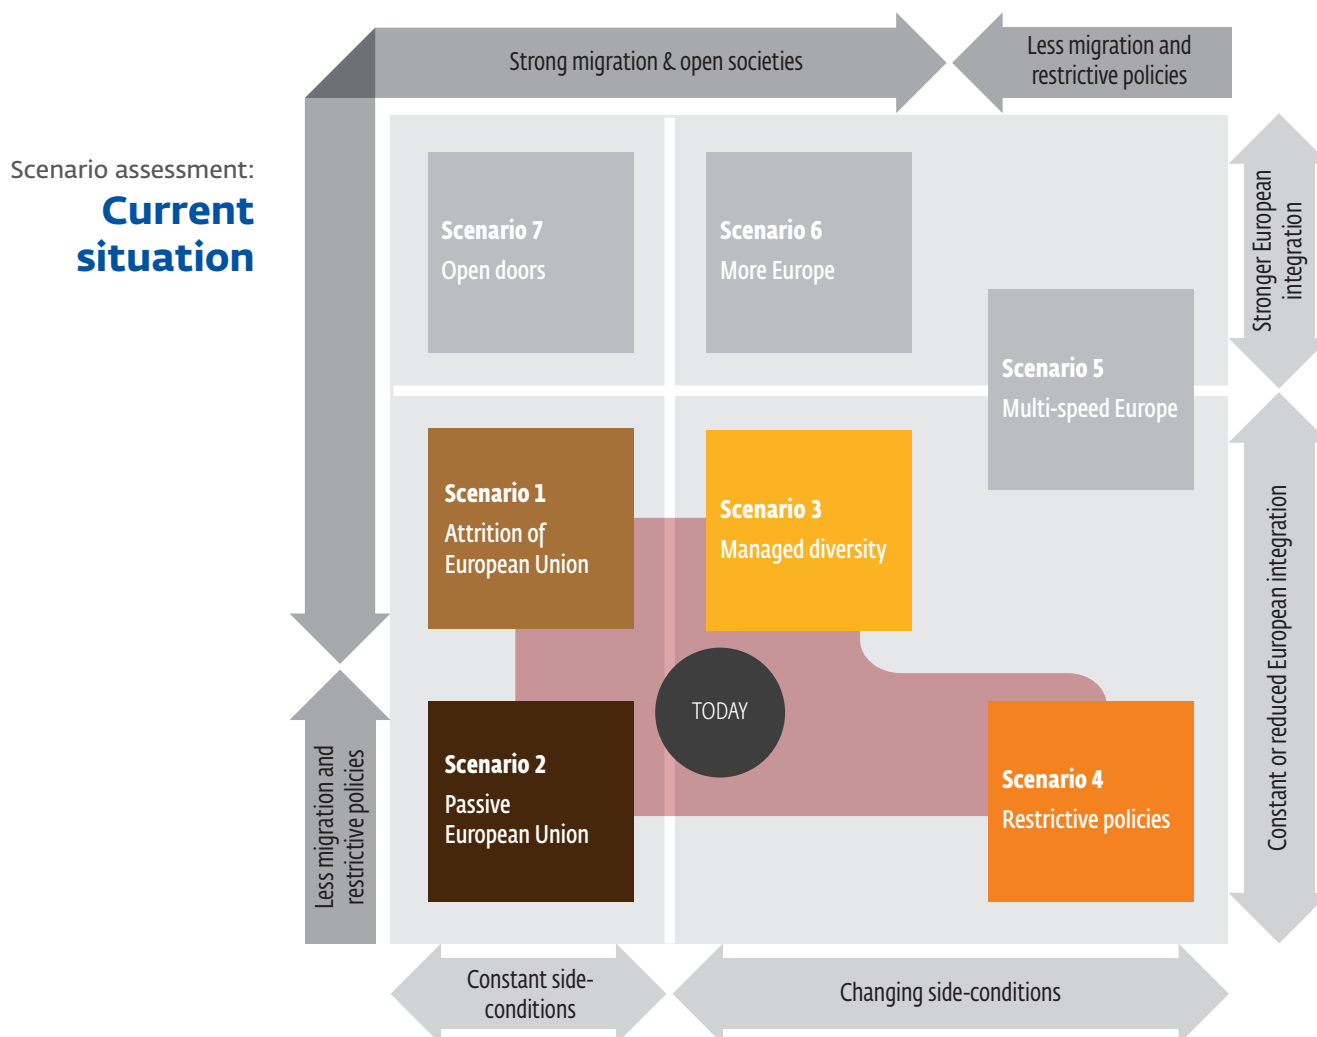 Strong migration & open societies
Less migration and
restrictive policies
Scenario assessment:
Current
situation
Scenario 7
Open doors
Scenario 6
More Europe
Stronger European
integration
Scenario 5
Multi-speed Europe
Scenario 1
Attrition of
European Union
Scenario 3
Managed diversity
Constant or reduced European integration
TODAY
Less migration and
restrictive policies
Scenario 2
Passive
European Union
Scenario 4
Restrictive policies
Constant side-
conditions
Changing side-conditions